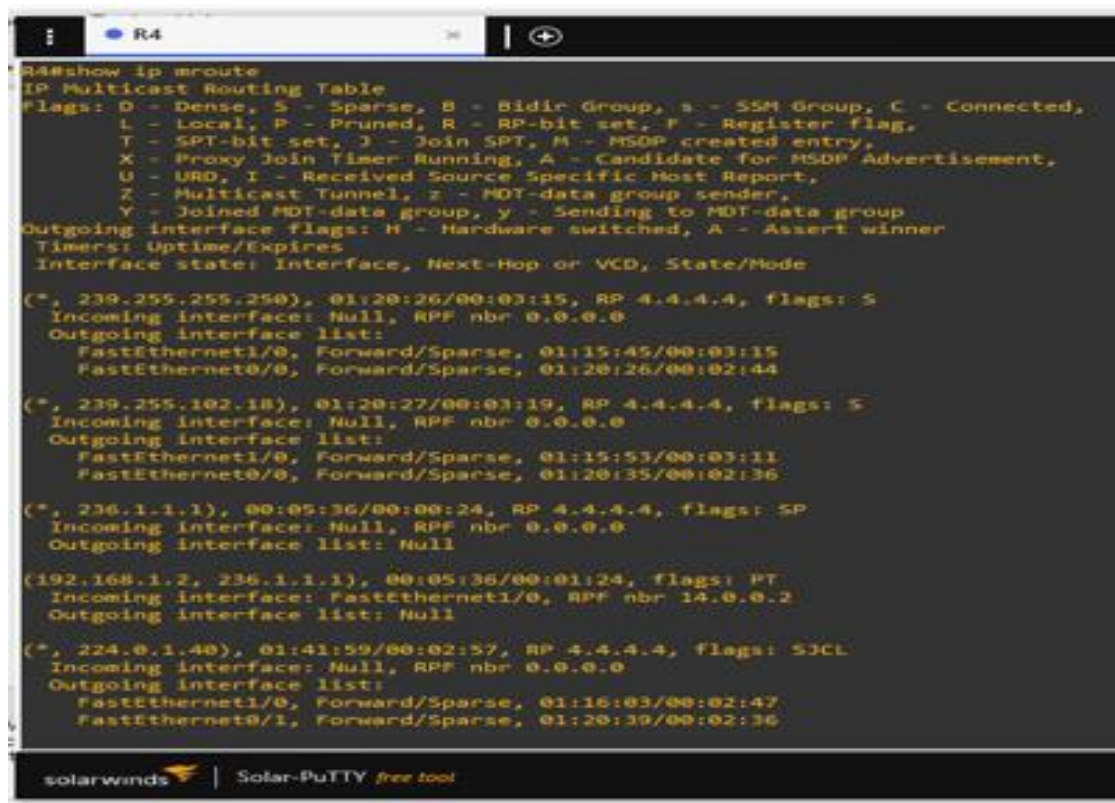 R4
R4#show ip mroute
IP Multicast Routing Table
Flags: D - Dense, S - Sparse, B - Bidir Group, s - SSM Group, C - Connected,
L - Local, P - Pruned, R - RP-bit set, F - Register flag,
T - SPT-bit set, J - Join SPT, M - MSDP created entry,
X - Proxy Join Timer Running, A - Candidate for MSDP Advertisement,
U - URD, I - Received Source Specific Host Report,
Z - Multicast Tunnel, z - MDT-data group sender,
Y - Joined MDT-data group, y - Sending to MDT-data group
Outgoing interface flags: H - Hardware switched, A - Assert winner
Timers: Uptime/Expires
Interface state: Interface, Next-Hop or VCD, State/Mode
(*, 239.255.255.250), 01:20:26/00:03:15, RP 4.4.4.4, flags: S
Incoming interface: Null, RPF nbr 0.0.0.0
Outgoing interface list:
FastEthernet1/0, Forward/Sparse, 01:15:45/00:03:15
FastEthernet0/0, Forward/Sparse, 01:20:26/00:02:44
(*, 239.255.102.18), 01:20:27/00:03:19, RP 4.4.4.4, flags: S
Incoming interface: Null, RPF nbr 0.0.0.0
Outgoing interface list:
FastEthernet1/0, Forward/Sparse, 01:15:53/00:03:11
FastEthernet0/0, Forward/Sparse, 01:20:35/00:02:36
(*, 236.1.1.1), 00:05:36/00:00:24, RP 4.4.4.4, flags: SP
Incoming interface: Null, RPF nbr 0.0.0.0
Outgoing interface list: Null
(192.168.1.2, 236.1.1.1), 00:05:36/00:01:24, flags: PT
Incoming interface: FastEthernet1/0, RPF nbr 14.0.0.2
Outgoing interface list: Null
(*, 224.0.1.40), 01:41:59/00:02:57, RP 4.4.4.4, flags: SJCL
Incoming interface: Null, RPF nbr 0.0.0.0
Outgoing interface list:
FastEthernet1/0, Forward/Sparse, 01:16:03/00:02:47
FastEthernet0/1, Forward/Sparse, 01:20:39/00:02:36
solarwinds | Solar-PuTTY free tool